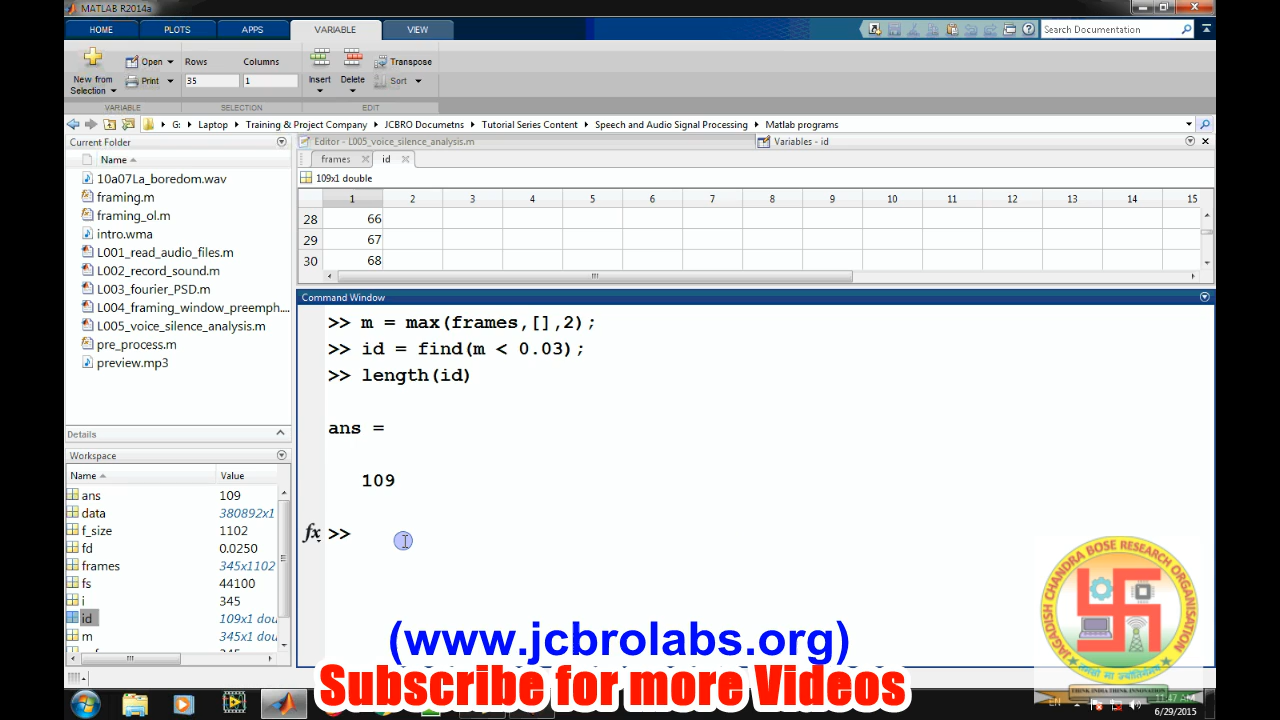 MATLAB R2014a
HOME PLOTS APPS VARIABLE VIEW
Search Documentation
New from Selection
Open
Print
Rows Columns
35 1
Insert Delete
Transpose
Sort
VARIABLE SELECTION EDIT
G: Laptop Training & Project Company JCBRO Documetns Tutorial Series Content Speech and Audio Signal Processing Matlab programs
Current Folder
Name
10a07La_boredom.wav
framing.m
framing_ol.m
intro.wma
L001_read_audio_files.m
L002_record_sound.m
L003_fourier_PSD.m
L004_framing_window_preemph....
L005_voice_silence_analysis.m
pre_process.m
preview.mp3
Details
Workspace
Name Value
ans 109
data 380892x1
f_size 1102
fd 0.0250
frames 345x1102
fs 44100
i 345
id 109x1 dou
m 345x1 dou
Editor - L005_voice_silence_analysis.m
Variables - id
frames id
109x1 double
1 2 3 4 5 6 7 8 9 10 11 12 13 14 15
28 66
29 67
30 68
Command Window
>> m = max(frames,[],2);
>> id = find(m < 0.03);
>> length(id)
ans =
109
fx >>
(www.jcbrolabs.org)
Subscribe for more Videos
JAGADISH CHANDRA BOSE RESEARCH ORGANISATION
तमसो मा ज्योतिर्गमय
THINK INDIA THINK INNOVATION
EN
11:47 AM
6/29/2015